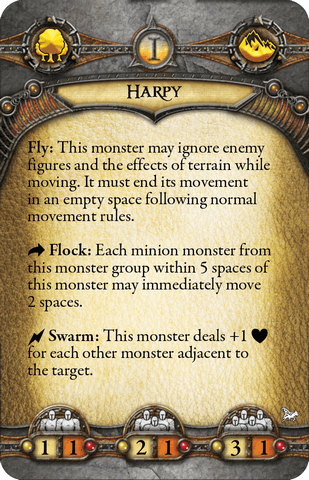 I
HARPY
Fly: This monster may ignore enemy
figures and the effects of terrain while
moving. It must end its movement
in an empty space following normal
movement rules.
Flock: Each minion monster from
this monster group within 5 spaces of
this monster may immediately move
2 spaces.
Swarm: This monster deals +1
for each other monster adjacent to
the target.
1 1 2 1 3 1